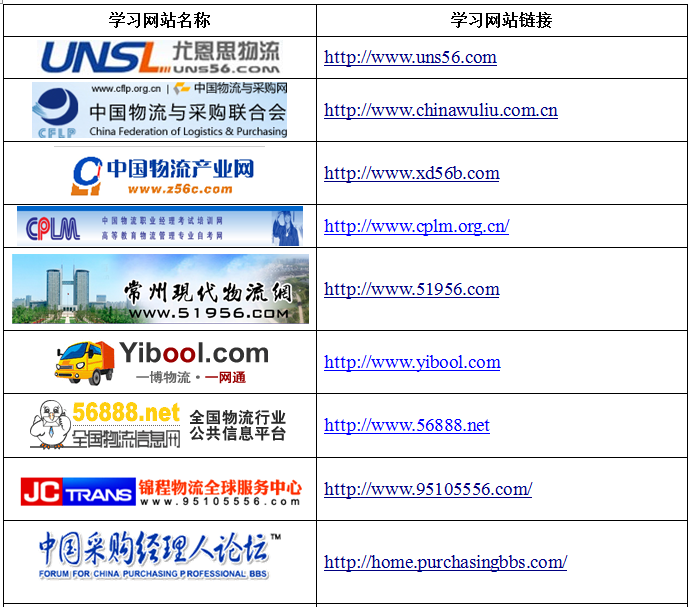 学习网站名称
学习网站链接
UNSL 尤恩思物流
uns56.com
http://www.uns56.com
www.cflp.org.cn | 中国物流与采购网
中国物流与采购联合会
CFLP China Federation of Logistics & Purchasing
http://www.chinawuliu.com.cn
中国物流产业网
www.z56c.com
http://www.xd56b.com
CPLM 中国物流职业经理考试培训网
高等教育物流管理专业自考网
http://www.cplm.org.cn/
常州現代物流網
www.51956.com
http://www.51956.com
Yibool.com
一博物流·一网通
http://www.yibool.com
56888.net 全国物流行业
全国物流信息网 公共信息平台
http://www.56888.net
JC TRANS 锦程物流全球服务中心
www.95105556.com
http://www.95105556.com/
中国采购经理人论坛™
FORUM FOR CHINA PURCHASING PROFESSIONAL BBS
http://home.purchasingbbs.com/